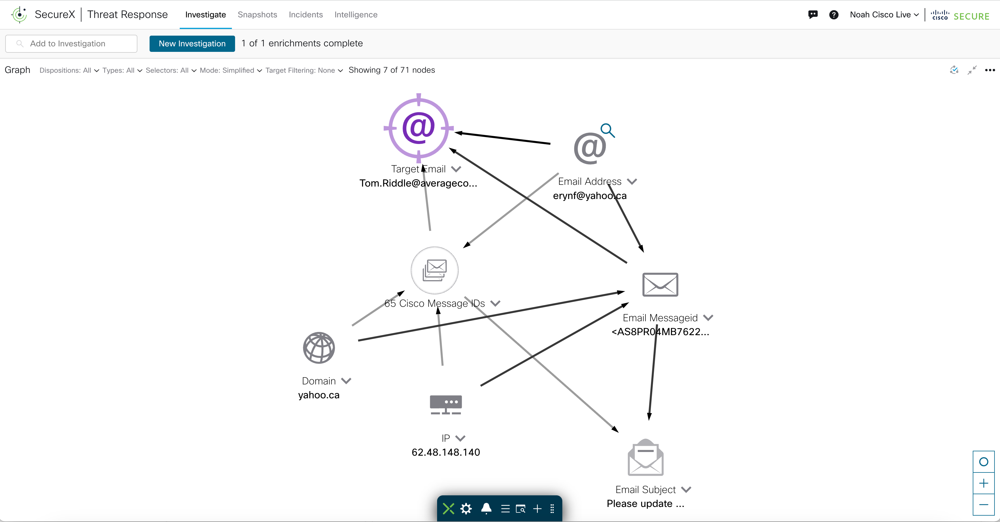 SecureX | Threat Response
Investigate
Snapshots
Incidents
Intelligence
?
Noah Cisco Live
CISCO SECURE
Add to Investigation
New Investigation
1 of 1 enrichments complete
Graph
Dispositions: All
Types: All
Selectors: All
Mode: Simplified
Target Filtering: None
Showing 7 of 71 nodes
@
Target Email
Tom.Riddle@averageco...
@
Email Address
erynf@yahoo.ca
65 Cisco Message IDs
Email Messageid
<AS8PR04MB7622...
Domain
yahoo.ca
IP
62.48.148.140
Email Subject
Please update ...